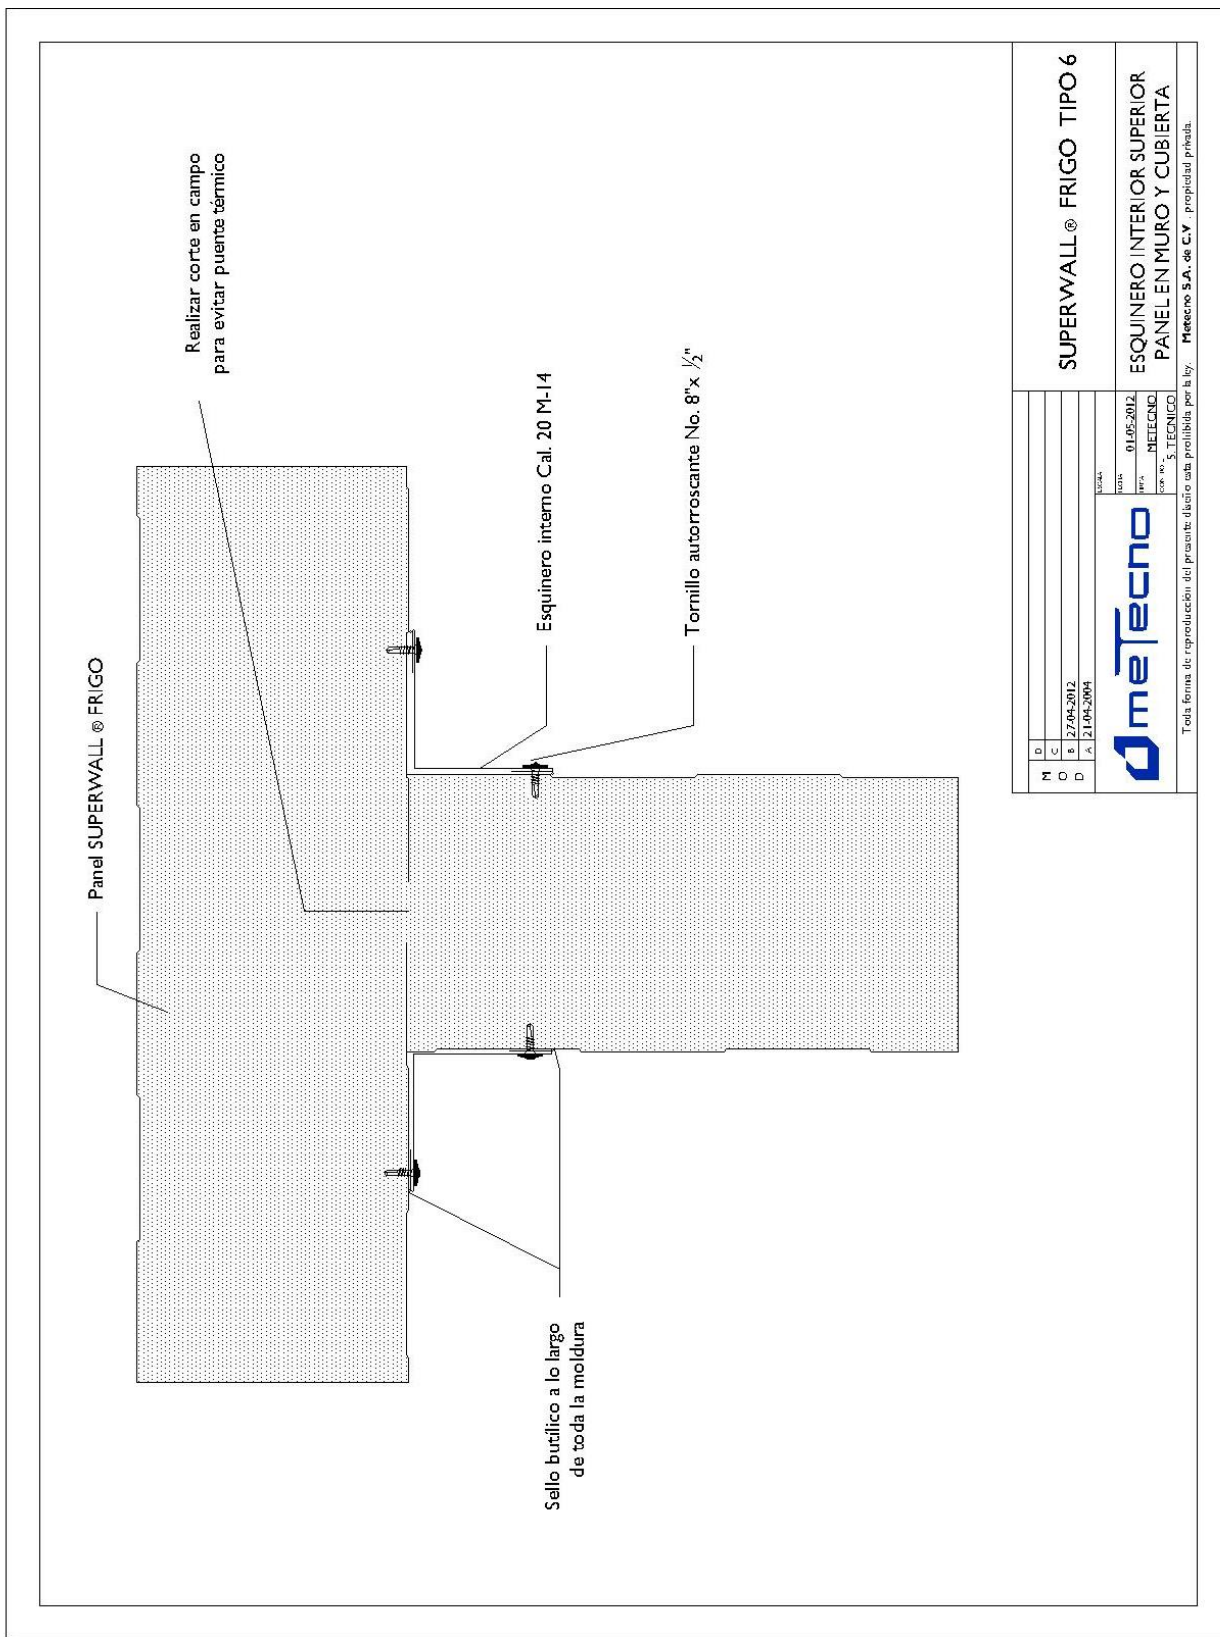 Realizar corte en campo
para evitar puente térmico
Panel SUPERWALL ® FRIGO
Esquinero interno Cal. 20 M-14
Tornillo autorroscante No. 8"x ½"
Sello butílico a lo largo
de toda la moldura
M
O
D
D
C
B 27-04-2012
A 21-04-2004
SUPERWALL® FRIGO TIPO 6
meTecno
ESCALA
FECHA 01-05-2012
METECNO
S. TECNICO
ESQUINERO INTERIOR SUPERIOR
PANEL EN MURO Y CUBIERTA
Toda forma de reproducción del presente diseño esta prohibida por la ley. Metecno S.A. de C.V. propiedad privada.